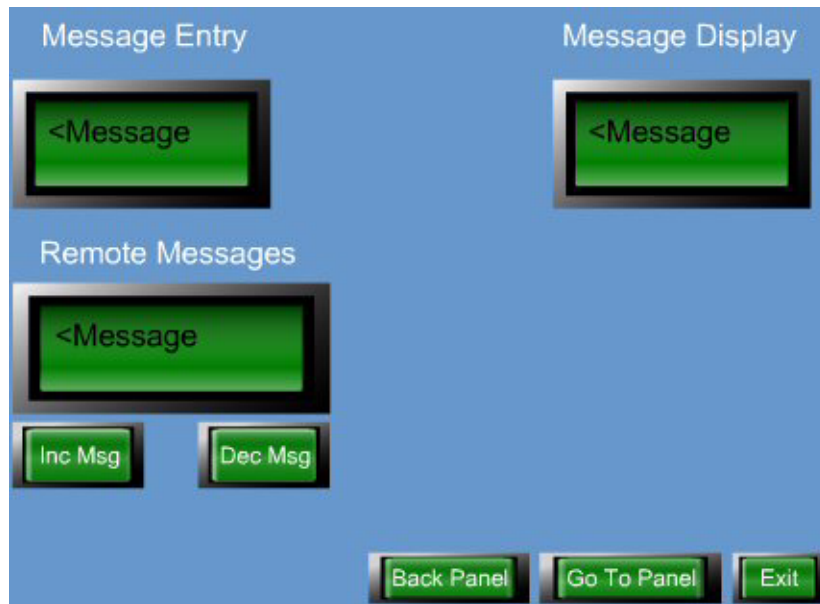 Message Entry
Message Display
<Message
<Message
Remote Messages
<Message
Inc Msg
Dec Msg
Back Panel
Go To Panel
Exit